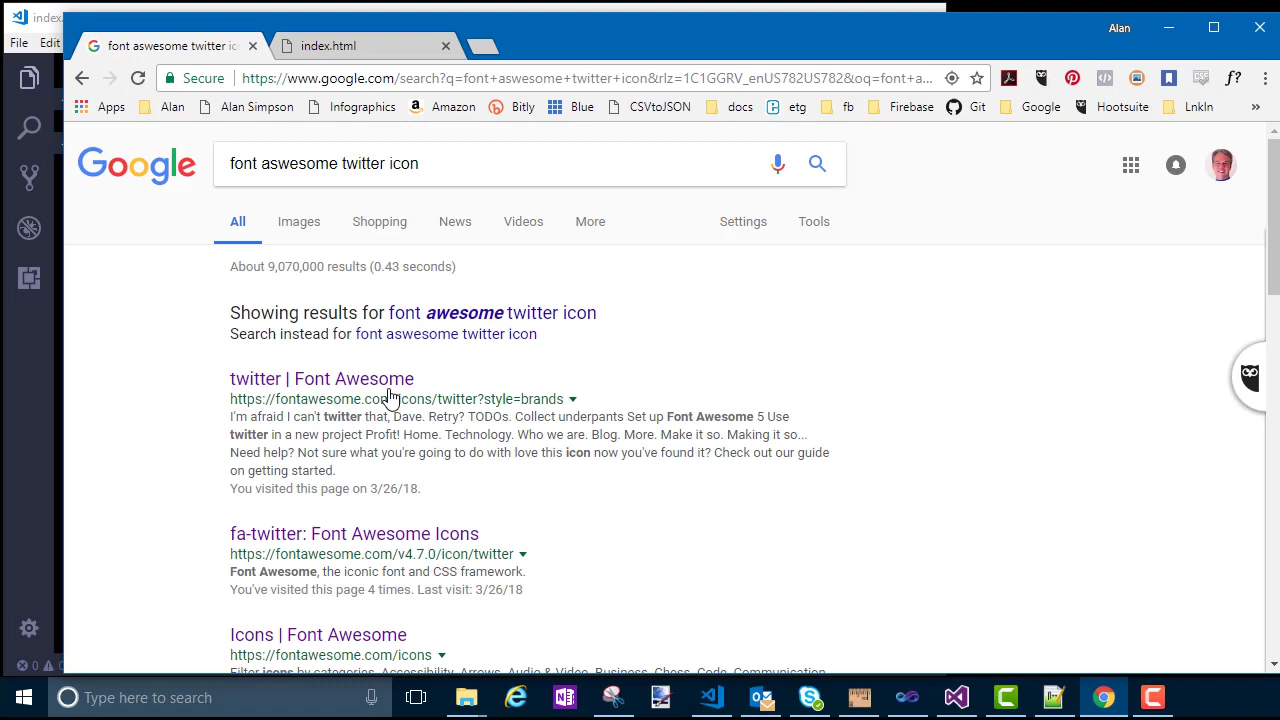 index.
File Edit
font aswesome twitter ic
index.html
Alan
Secure https://www.google.com/search?q=font+aswesome+twitter+icon&rlz=1C1GGRV_enUS782US782&oq=font+a...
Apps Alan Alan Simpson Infographics Amazon Bitly Blue CSVtoJSON docs etg fb Firebase Git Google Hootsuite LnkIn »
Google
font aswesome twitter icon
All Images Shopping News Videos More Settings Tools
About 9,070,000 results (0.43 seconds)
Showing results for font awesome twitter icon
Search instead for font aswesome twitter icon
twitter | Font Awesome
https://fontawesome.com/icons/twitter?style=brands
I'm afraid I can't twitter that, Dave. Retry? TODOs. Collect underpants Set up Font Awesome 5 Use
twitter in a new project Profit! Home. Technology. Who we are. Blog. More. Make it so. Making it so...
Need help? Not sure what you're going to do with love this icon now you've found it? Check out our guide
on getting started.
You visited this page on 3/26/18.
fa-twitter: Font Awesome Icons
https://fontawesome.com/v4.7.0/icon/twitter
Font Awesome, the iconic font and CSS framework.
You've visited this page 4 times. Last visit: 3/26/18
Icons | Font Awesome
https://fontawesome.com/icons
Filter icons by categories, Accessibility, Arrows, Audio & Video, Business, Chess, Code, Communication
0
Type here to search